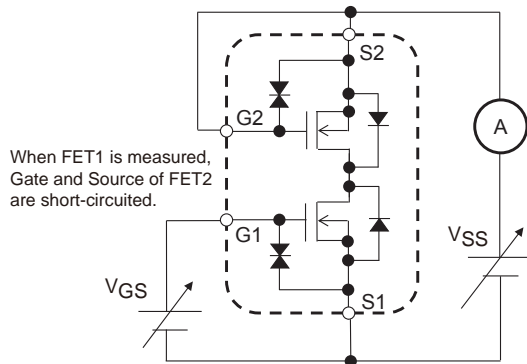 S2
G2
A
When FET1 is measured,
Gate and Source of FET2
are short-circuited.
G1
VSS
VGS
S1